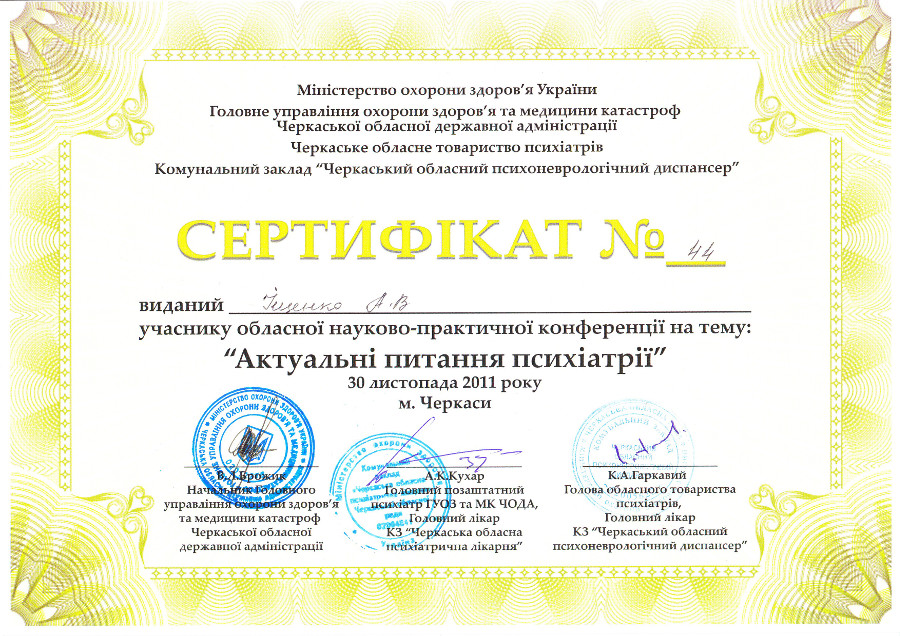 Міністерство охорони здоров’я України
Головне управління охорони здоров’я та медицини катастроф
Черкаської обласної державної адміністрації
Черкаське обласне товариство психіатрів
Комунальний заклад “Черкаський обласний психоневрологічний диспансер”
СЕРТИФІКАТ № 44
виданий Іщенко А.В
учаснику обласної науково-практичної конференції на тему:
“Актуальні питання психіатрії”
30 листопада 2011 року
м. Черкаси
В.Д.Брожик
Начальник Головного
управління охорони здоров’я
та медицини катастроф
Черкаської обласної
державної адміністрації
А.К.Кухар
Головний позаштатний
психіатр ГУОЗ та МК ЧОДА,
Головний лікар
КЗ “Черкаська обласна
психіатрична лікарня”
К.А.Гаркавий
Голова обласного товариства
психіатрів,
Головний лікар
КЗ “Черкаський обласний
психоневрологічний диспансер”